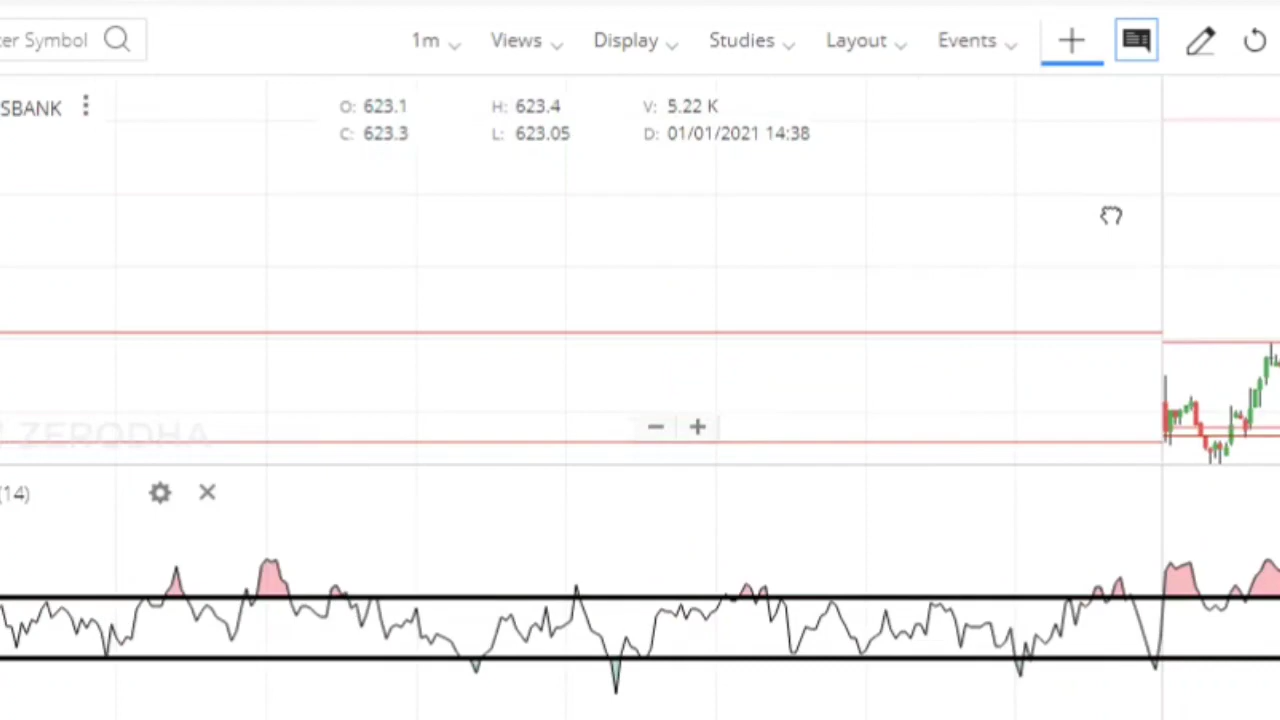 er Symbol 1m Views Display Studies Layout Events
SBANK O: 623.1 H: 623.4 V: 5.22 K
C: 623.3 L: 623.05 D: 01/01/2021 14:38
ZERODHA
(14)